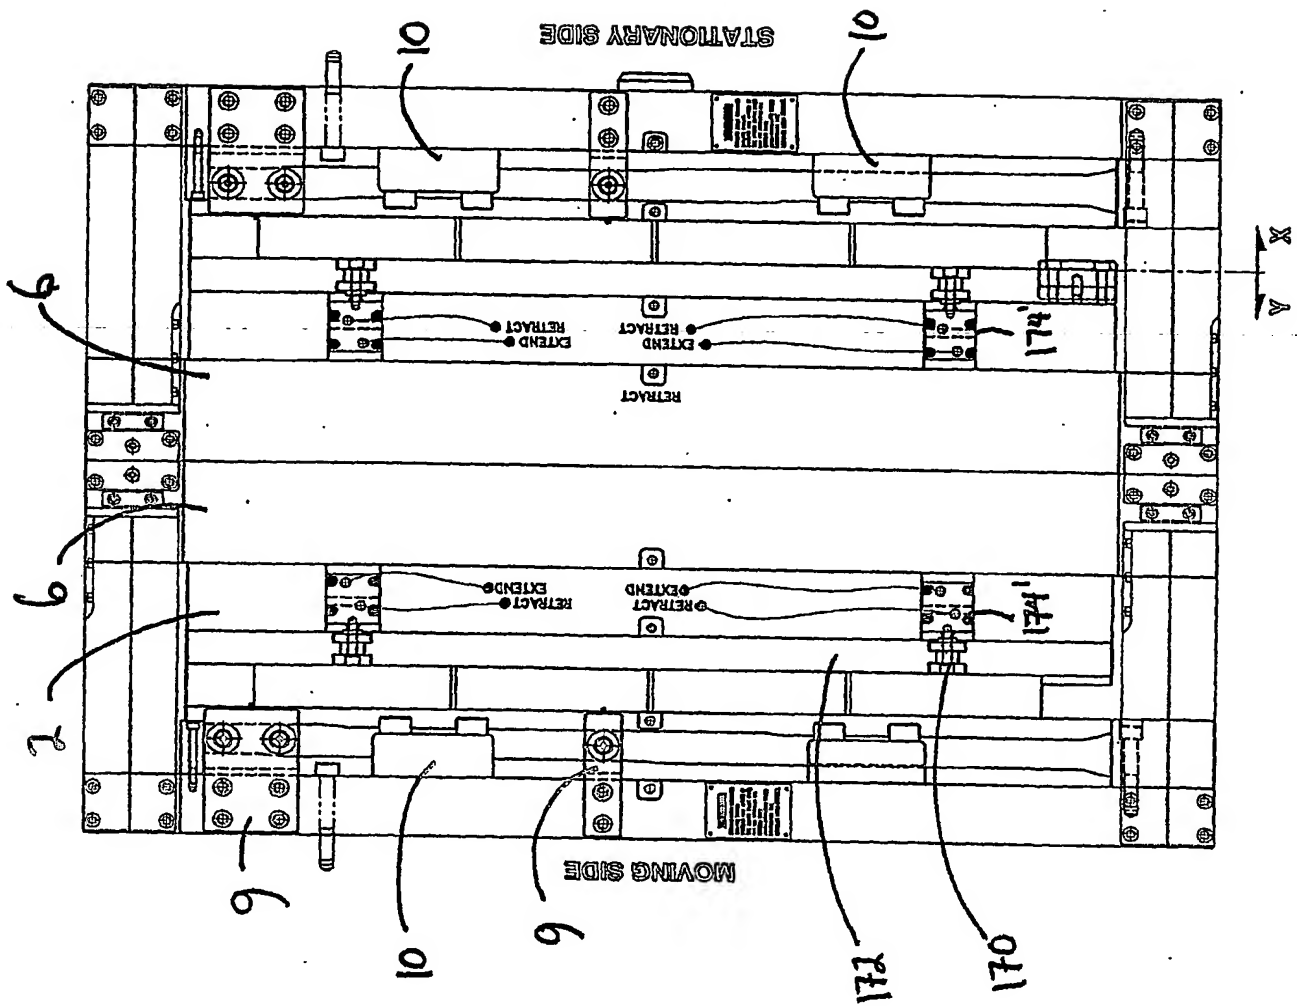 STATIONARY SIDE
10
10
6
X
Y
RETRACT
EXTEND
RETRACT
EXTEND
174'
RETRACT
6
EXTEND
RETRACT
EXTEND
RETRACT
174'
2
9
10
9
MOVING SIDE
172
170